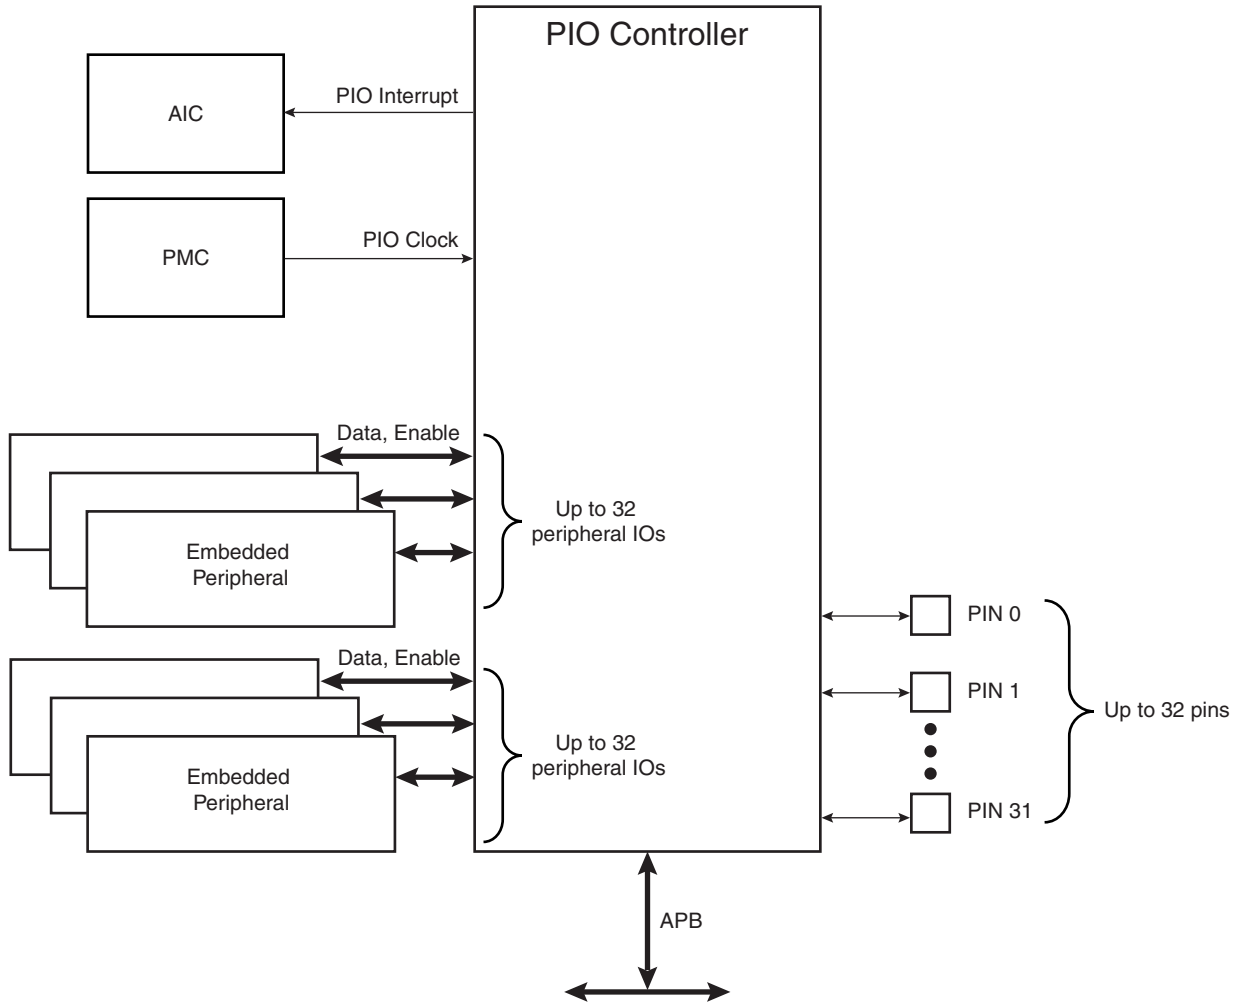 PIO Controller
PIO Interrupt
AIC
PIO Clock
PMC
Data, Enable
Up to 32
peripheral IOs
Embedded
Peripheral
PIN 0
Data, Enable
PIN 1
Up to 32 pins
Up to 32
peripheral IOs
Embedded
Peripheral
PIN 31
APB